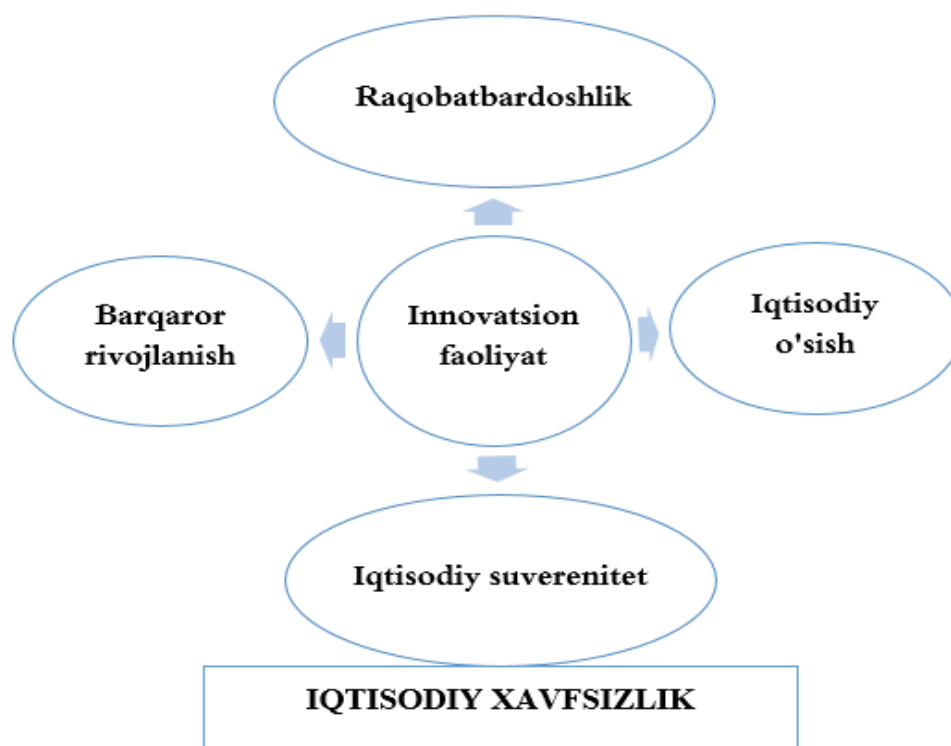 Raqobatbardoshlik
Barqaror
rivojlanish
Innovatsion
faoliyat
Iqtisodiy
o'sish
Iqtisodiy suverenitet
IQTISODIY XAVFSIZLIK